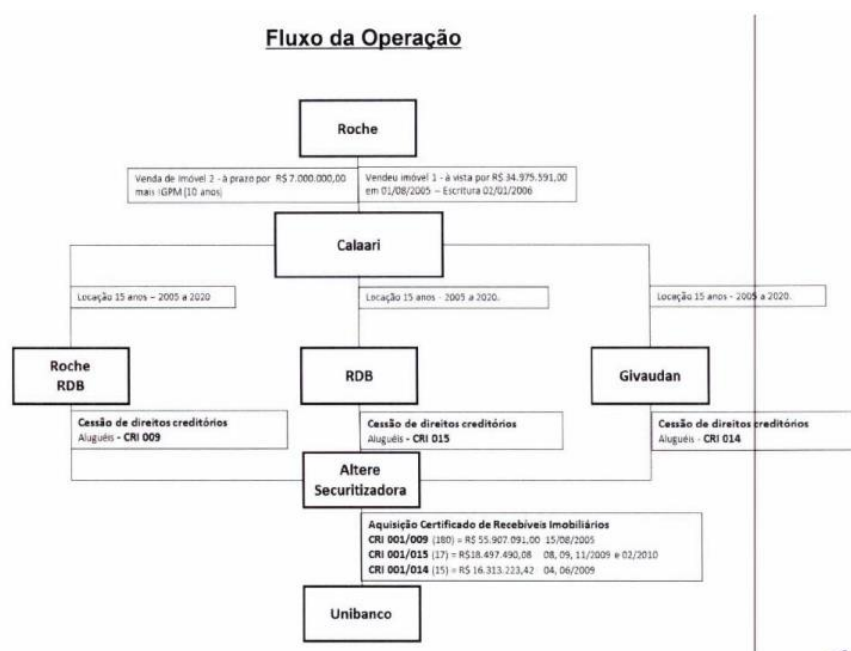 Fluxo da Operação
Roche
Venda de Imóvel 2 - à prazo por R$ 7.000.000,00
mais IGPM (10 anos)
Vendeu imóvel 1 - à vista por R$ 34.975.591,00
em 01/08/2005 – Escritura 02/01/2006
Calaari
Locação 15 anos – 2005 a 2020
Locação 15 anos - 2005 a 2020.
Locação 15 anos - 2005 a 2020.
Roche
RDB
RDB
Givaudan
Cessão de direitos creditórios
Aluguéis - CRI 009
Cessão de direitos creditórios
Aluguéis - CRI 015
Cessão de direitos creditórios
Aluguéis - CRI 014
Altere
Securitizadora
Aquisição Certificado de Recebíveis Imobiliários
CRI 001/009 (180) = R$ 55.907.091,00 15/08/2005
CRI 001/015 (17) = R$18.497.490,08 08, 09, 11/2009 e 02/2010
CRI 001/014 (15) = R$ 16.313.223,42 04, 06/2009
Unibanco